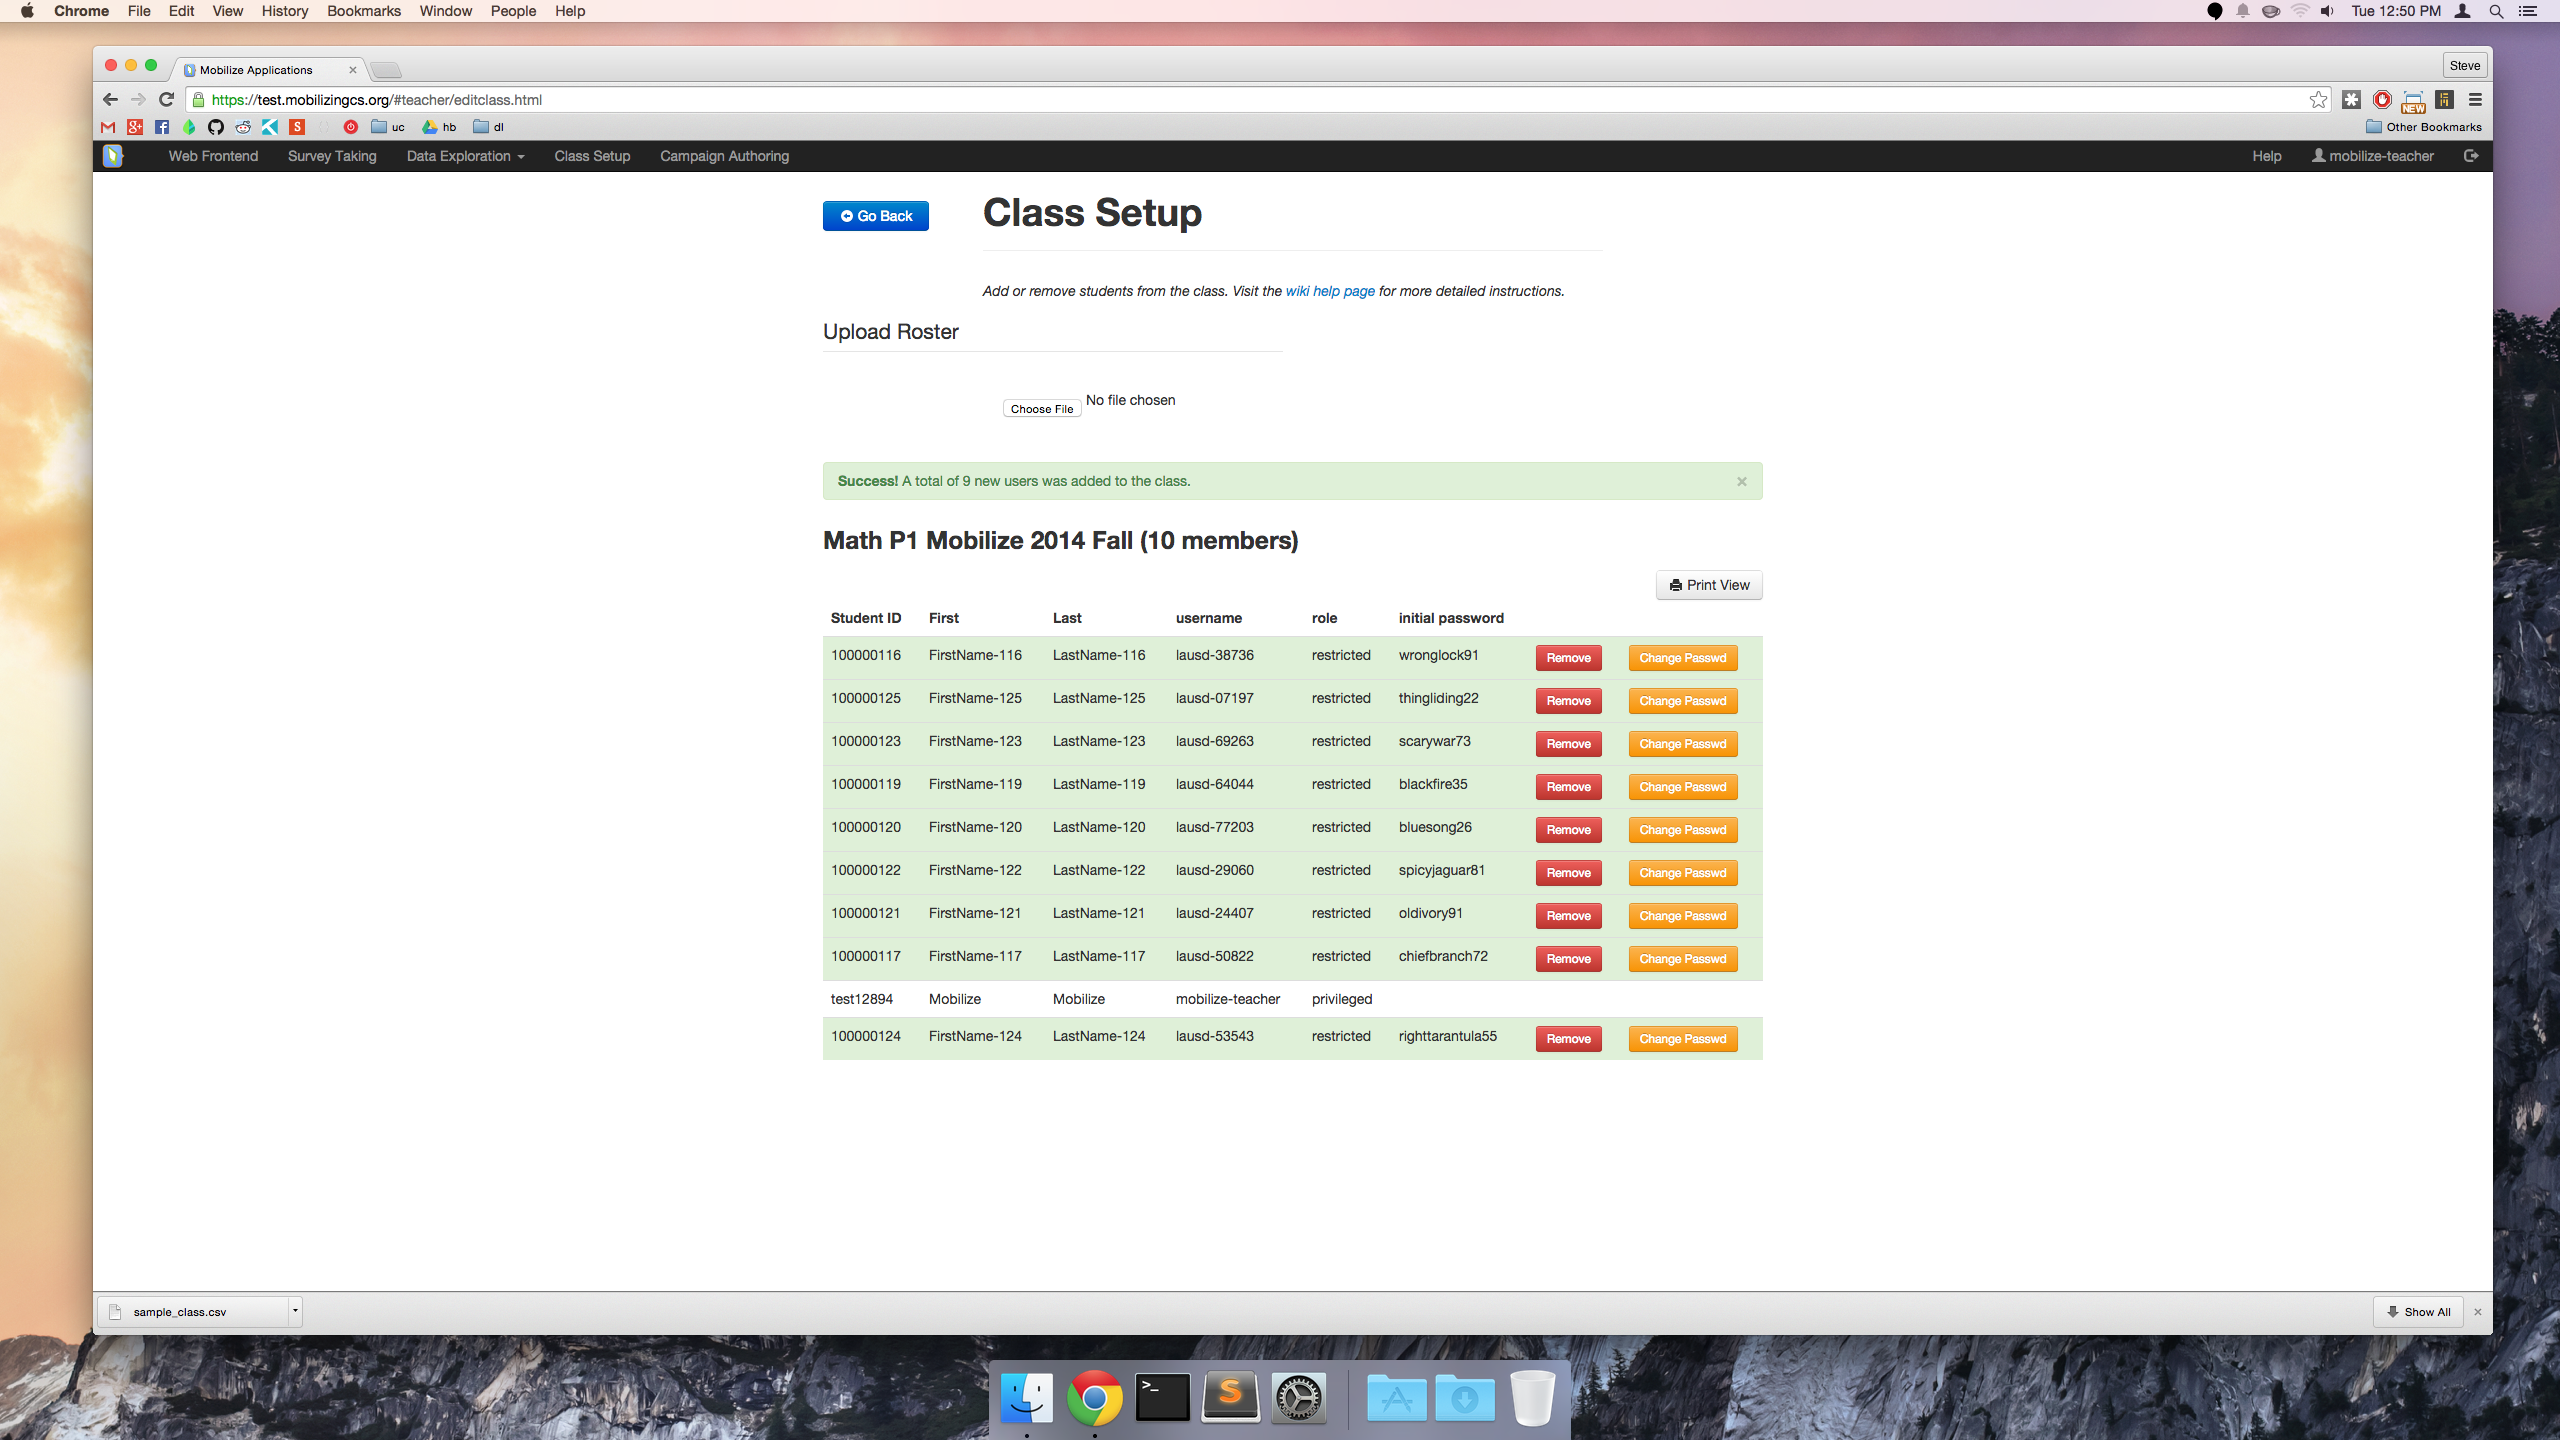 Chrome File Edit View History Bookmarks Window People Help Tue 12:50 PM
Mobilize Applications Steve
https://test.mobilizingcs.org/#teacher/editclass.html NEW
uc hb dl Other Bookmarks
Web Frontend Survey Taking Data Exploration Class Setup Campaign Authoring Help mobilize-teacher
Go Back Class Setup
Add or remove students from the class. Visit the wiki help page for more detailed instructions.
Upload Roster
Choose File No file chosen
Success! A total of 9 new users was added to the class. ×
Math P1 Mobilize 2014 Fall (10 members)
Print View
Student ID First Last username role initial password
100000116 FirstName-116 LastName-116 lausd-38736 restricted wronglock91 Remove Change Passwd
100000125 FirstName-125 LastName-125 lausd-07197 restricted thingliding22 Remove Change Passwd
100000123 FirstName-123 LastName-123 lausd-69263 restricted scarywar73 Remove Change Passwd
100000119 FirstName-119 LastName-119 lausd-64044 restricted blackfire35 Remove Change Passwd
100000120 FirstName-120 LastName-120 lausd-77203 restricted bluesong26 Remove Change Passwd
100000122 FirstName-122 LastName-122 lausd-29060 restricted spicyjaguar81 Remove Change Passwd
100000121 FirstName-121 LastName-121 lausd-24407 restricted oldivory91 Remove Change Passwd
100000117 FirstName-117 LastName-117 lausd-50822 restricted chiefbranch72 Remove Change Passwd
test12894 Mobilize Mobilize mobilize-teacher privileged
100000124 FirstName-124 LastName-124 lausd-53543 restricted righttarantula55 Remove Change Passwd
sample_class.csv Show All